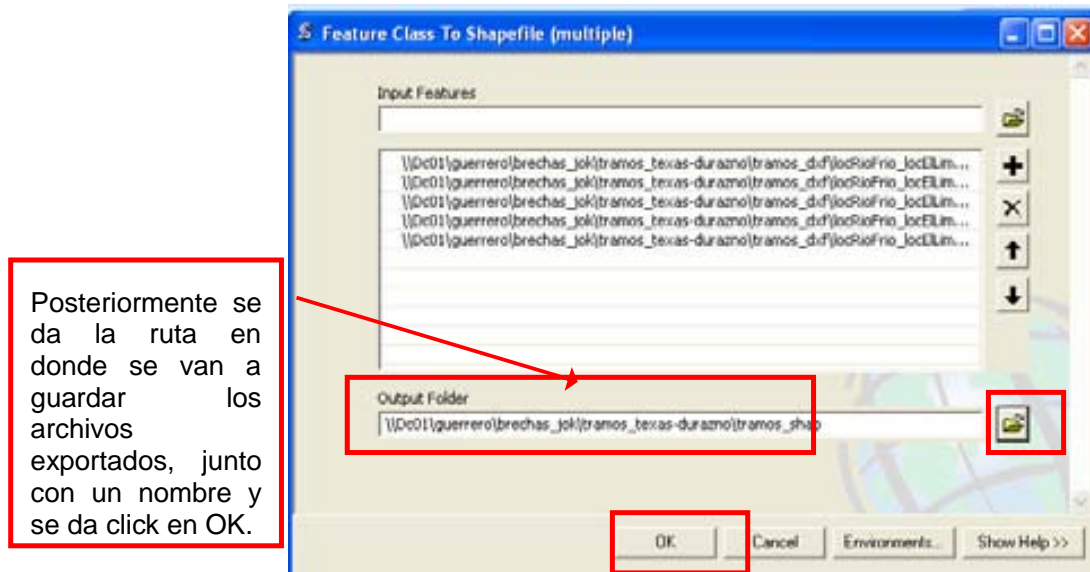 Feature Class To Shapefile (multiple)
Input Features
\\Dc01\guerrero\brechas_jok\tramos_texas-durazno\tramos_dxf\locRioFrio_locElLim...
\\Dc01\guerrero\brechas_jok\tramos_texas-durazno\tramos_dxf\locRioFrio_locElLim...
\\Dc01\guerrero\brechas_jok\tramos_texas-durazno\tramos_dxf\locRioFrio_locElLim...
\\Dc01\guerrero\brechas_jok\tramos_texas-durazno\tramos_dxf\locRioFrio_locElLim...
\\Dc01\guerrero\brechas_jok\tramos_texas-durazno\tramos_dxf\locRioFrio_locElLim...
Posteriormente se
da la ruta en
donde se van a
guardar los
archivos
exportados, junto
con un nombre y
se da click en OK.
Output Folder
\\Dc01\guerrero\brechas_jok\tramos_texas-durazno\tramos_shap
OK
Cancel
Environments...
Show Help >>